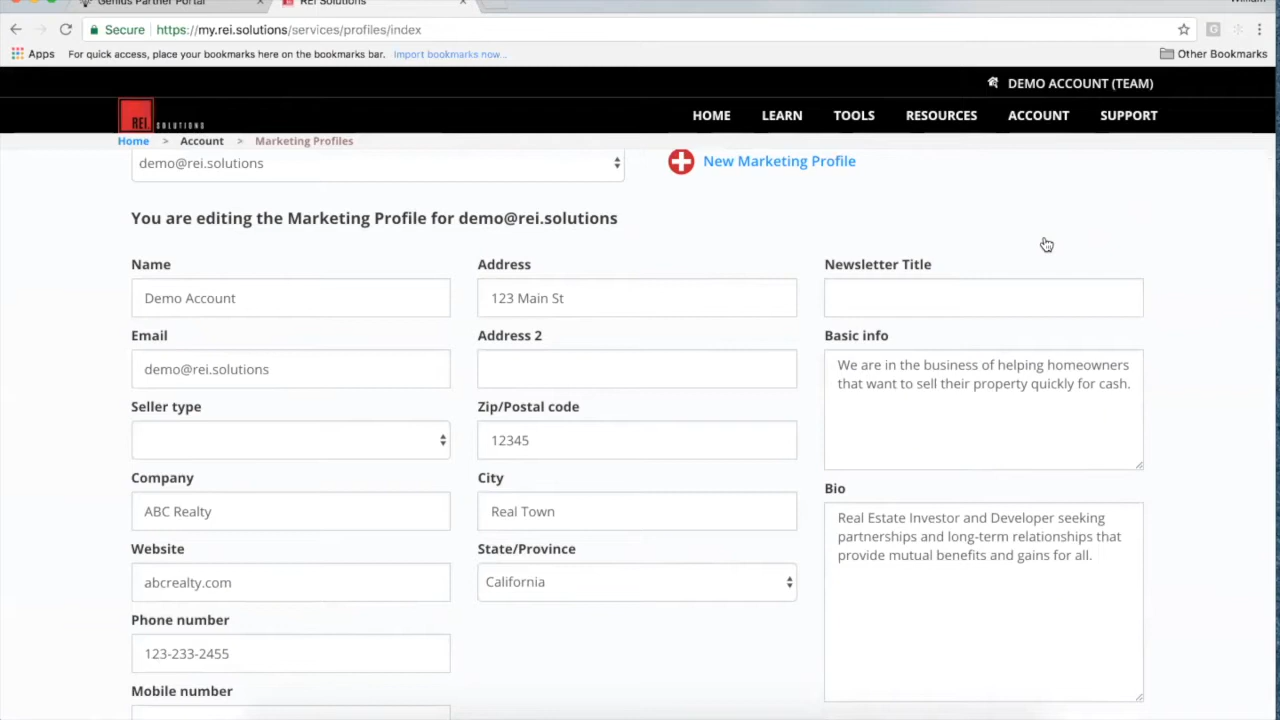 Genius Partner Portal
REI Solutions
William
Secure https://my.rei.solutions/services/profiles/index
Apps For quick access, place your bookmarks here on the bookmarks bar. Import bookmarks now...
Other Bookmarks
DEMO ACCOUNT (TEAM)
REI SOLUTIONS
HOME LEARN TOOLS RESOURCES ACCOUNT SUPPORT
Home > Account > Marketing Profiles
demo@rei.solutions
New Marketing Profile
You are editing the Marketing Profile for demo@rei.solutions
Name
Demo Account
Email
demo@rei.solutions
Seller type
Company
ABC Realty
Website
abcrealty.com
Phone number
123-233-2455
Mobile number
Address
123 Main St
Address 2
Zip/Postal code
12345
City
Real Town
State/Province
California
Newsletter Title
Basic info
We are in the business of helping homeowners
that want to sell their property quickly for cash.
Bio
Real Estate Investor and Developer seeking
partnerships and long-term relationships that
provide mutual benefits and gains for all.